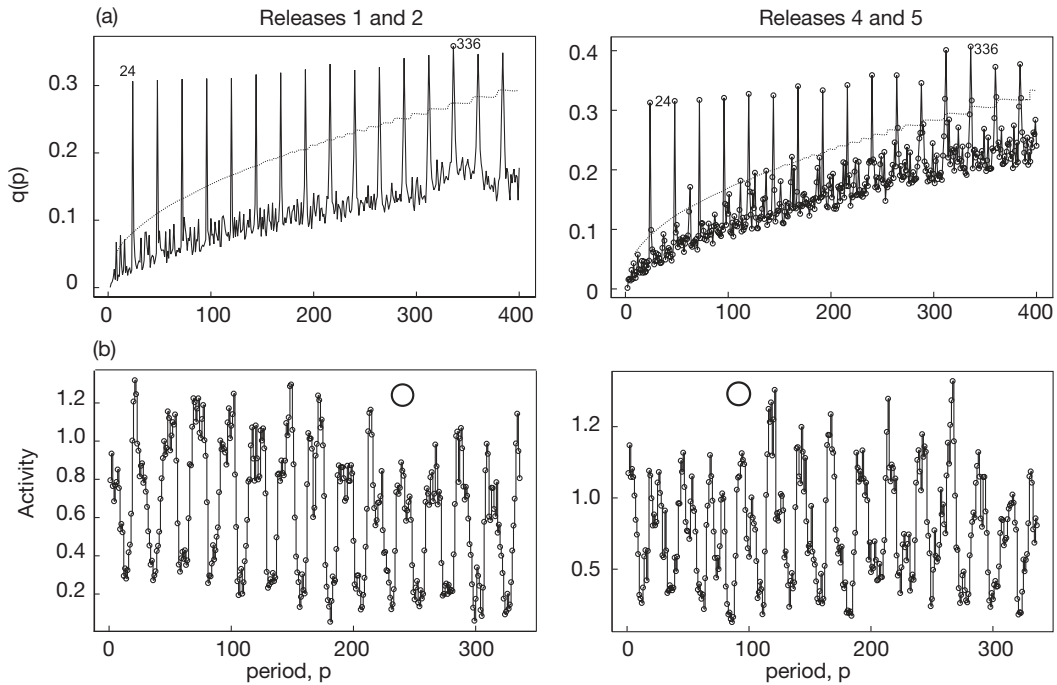 (a)
Releases 1 and 2
Releases 4 and 5
q(p)
0.3
0.2
0.1
0
24
336
0 100 200 300 400
0.4
0.3
0.2
0.1
0
24
336
0 100 200 300 400
(b)
Activity
1.2
1.0
0.8
0.6
0.4
0.2
0 100 200 300
period, p
1.2
1.0
0.5
0 100 200 300
period, p